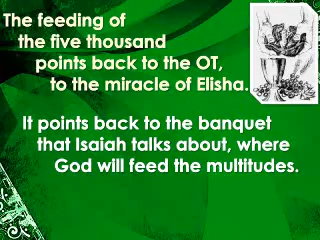 The feeding of
the five thousand
points back to the OT,
to the miracle of Elisha.
It points back to the banquet
that Isaiah talks about, where
God will feed the multitudes.